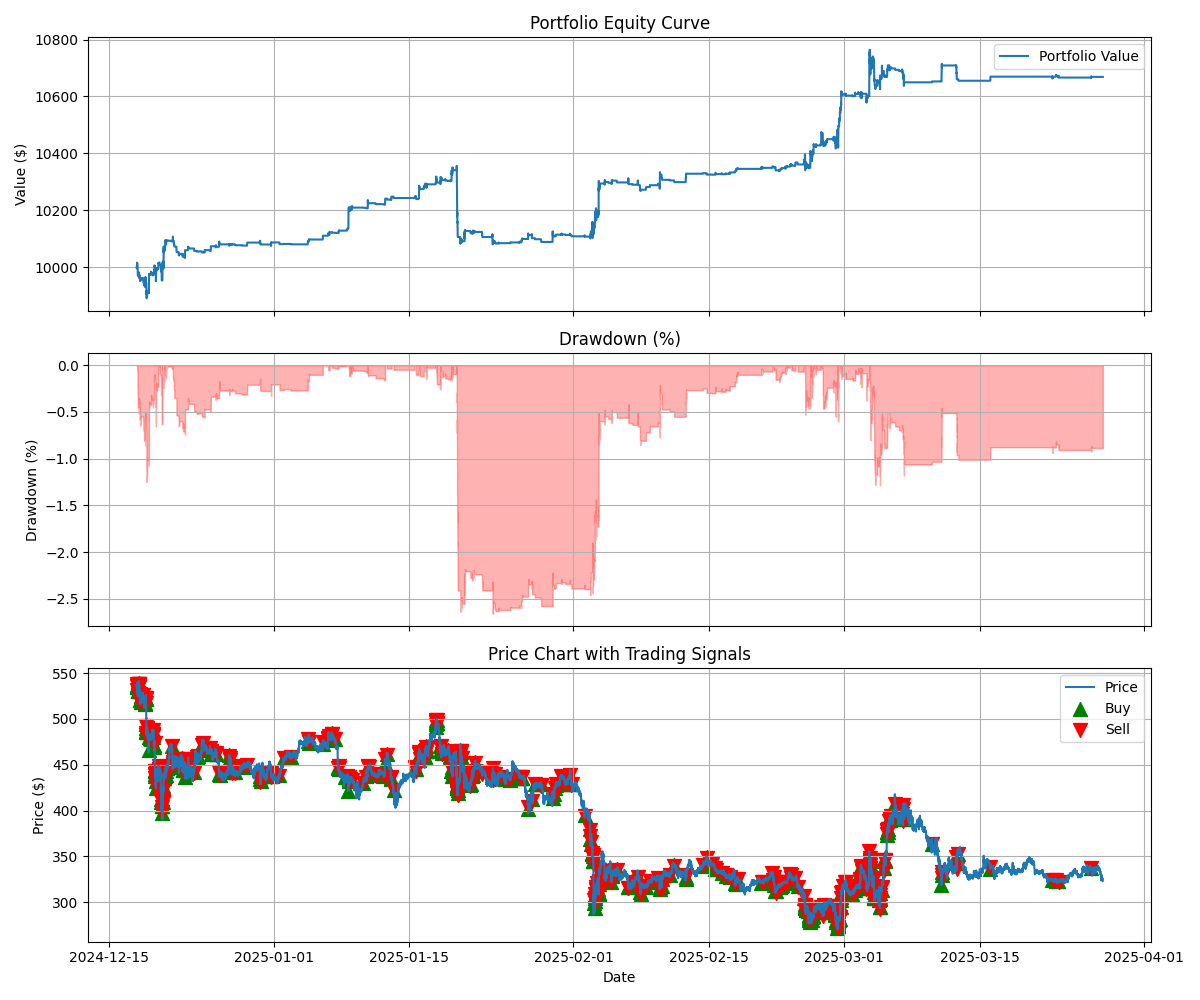 Portfolio Equity Curve
10800
10600
10400
10200
10000
Value ($)
Portfolio Value
Drawdown (%)
0.0
−0.5
−1.0
−1.5
−2.0
−2.5
Drawdown (%)
Price Chart with Trading Signals
550
500
450
400
350
300
Price ($)
Price
Buy
Sell
2024-12-15
2025-01-01
2025-01-15
2025-02-01
2025-02-15
2025-03-01
2025-03-15
2025-04-01
Date